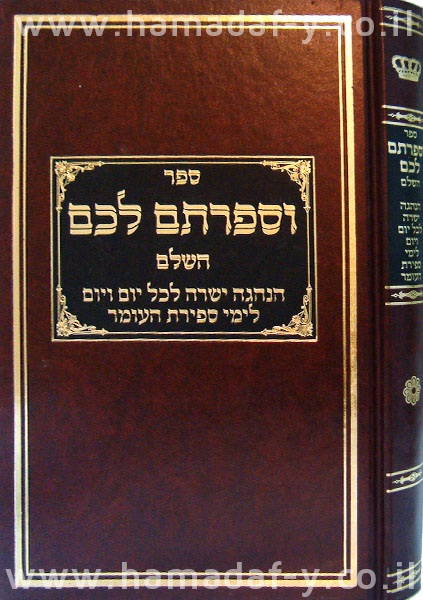 www.hamadaf-y.co.il
ספר
וספרתם לכם
השלם
הנהגה ישרה לכל יום ויום
לימי ספירת העומר
ספר
וספרתם
לכם
השלם
הנהגה
ישרה
לכל יום
ויום
לימי
ספירת
העומר
www.hamadaf-y.co.il